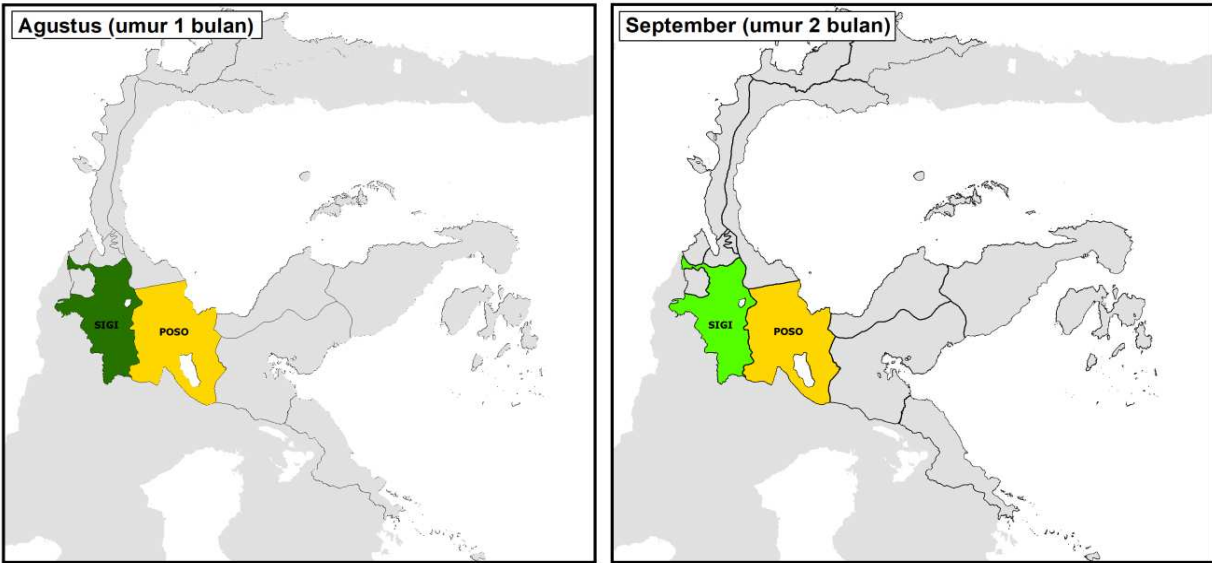 Agustus (umur 1 bulan)
SIGI
POSO
September (umur 2 bulan)
SIGI
POSO